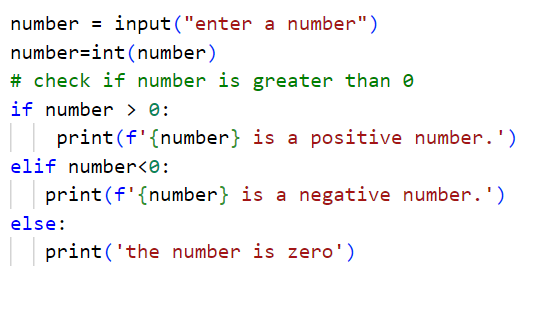 number = input("enter a number")
number=int(number)
# check if number is greater than 0
if number > 0:
    print(f'{number} is a positive number.')
elif number<0:
   print(f'{number} is a negative number.')
else:
   print('the number is zero')